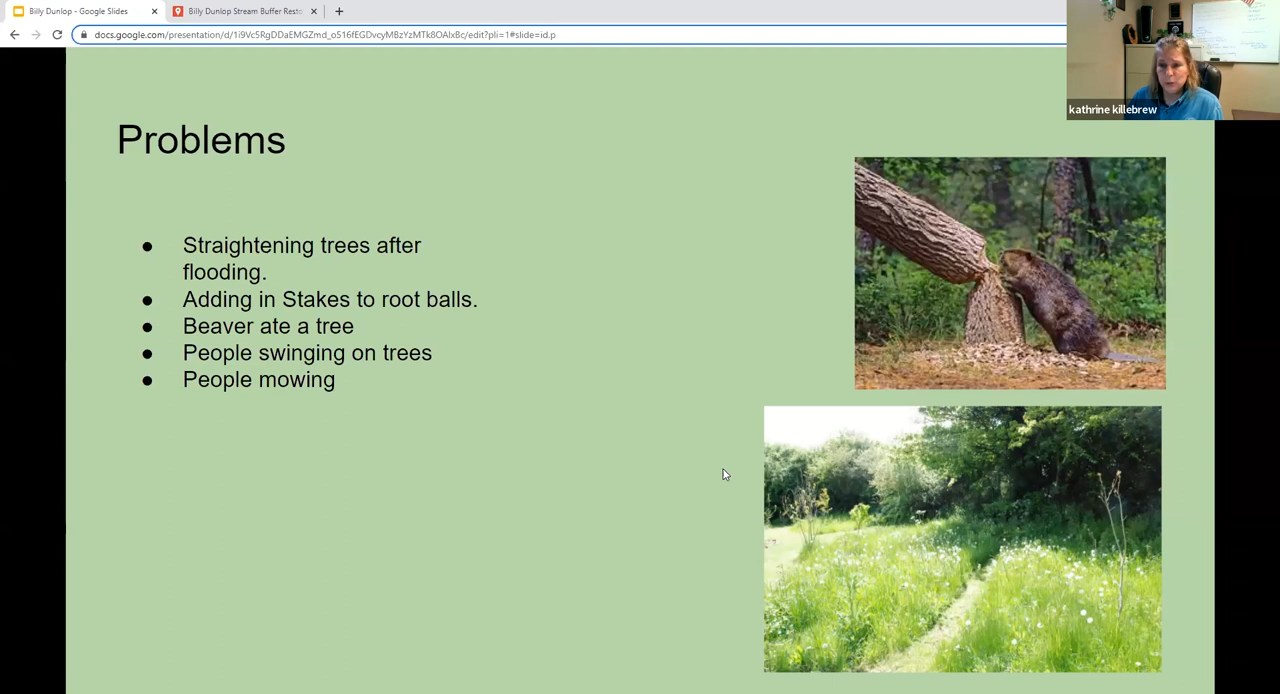 Billy Dunlop - Google Slides
Billy Dunlop Stream Buffer Resto
docs.google.com/presentation/d/1i9Vc5RgDDaEMGZmd_o516fEGDvcyMBzYzMTk8OAlxBc/edit?pli=1#slide=id.p
kathrine killebrew
Problems
● Straightening trees after
flooding.
● Adding in Stakes to root balls.
● Beaver ate a tree
● People swinging on trees
● People mowing